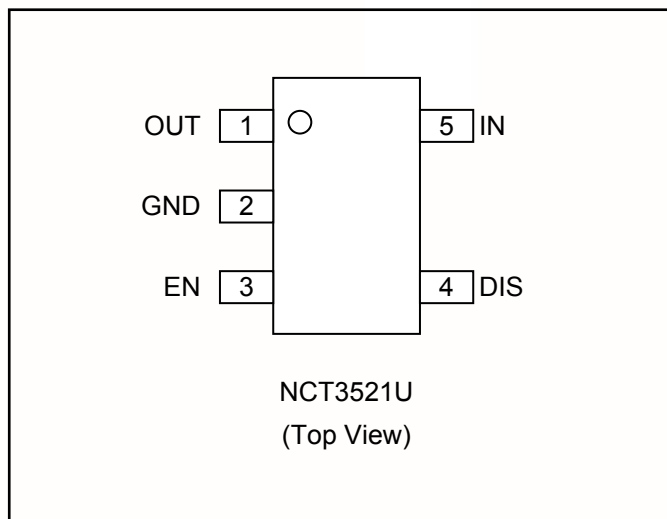 OUT 1 5 IN
GND 2
EN 3 4 DIS
NCT3521U
(Top View)